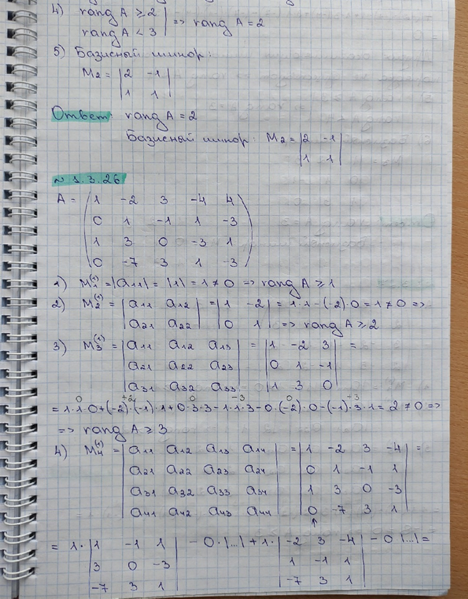 4) rang A ≥ 2 | => rang A = 2
rang A < 3
5) Базисный минор:
M₂ = |2 -1|
|1 1|
Ответ rang A = 2
Базисный минор: M₂ = |2 -1|
|1 1|
№ 1.3.26
A = (1 -2 3 -4 4
0 1 -1 1 -3
1 3 0 -3 1
0 -7 3 1 -3)
1) M₁⁽¹⁾ = |a₁₁| = |1| = 1 ≠ 0 => rang A ≥ 1
2) M₂⁽¹⁾ = |a₁₁ a₁₂| = |1 -2| = 1·1-(-2)·0 = 1 ≠ 0 =>
|a₂₁ a₂₂| |0 1| => rang A ≥ 2
3) M₃⁽¹⁾ = |a₁₁ a₁₂ a₁₃| = |1 -2 3| =
|a₂₁ a₂₂ a₂₃| |0 1 -1|
|a₃₁ a₃₂ a₃₃| |1 3 0|
= 1·1·0+(-2)·(-1)·1+0·3·3-1·1·3-0·(-2)·0-(-1)·3·1 = 2 ≠ 0 =>
=> rang A ≥ 3
4) M₄⁽¹⁾ = |a₁₁ a₁₂ a₁₃ a₁₄| = |1 -2 3 -4| =
|a₂₁ a₂₂ a₂₃ a₂₄| |0 1 -1 1|
|a₃₁ a₃₂ a₃₃ a₃₄| |1 3 0 -3|
|a₄₁ a₄₂ a₄₃ a₄₄| |0 -7 3 1|
↑
= 1·|1 -1 1| -0·|...|+1·|-2 3 -4| -0|...| =
|3 0 -3| |1 -1 1|
|-7 3 1| |-7 3 1|